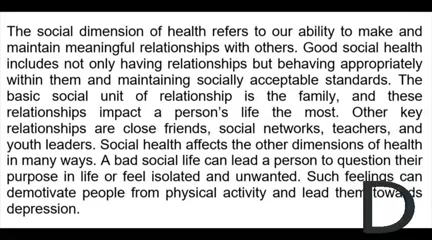 The social dimension of health refers to our ability to make and
maintain meaningful relationships with others. Good social health
includes not only having relationships but behaving appropriately
within them and maintaining socially acceptable standards. The
basic social unit of relationship is the family, and these
relationships impact a person's life the most. Other key
relationships are close friends, social networks, teachers, and
youth leaders. Social health affects the other dimensions of health
in many ways. A bad social life can lead a person to question their
purpose in life or feel isolated and unwanted. Such feelings can
demotivate people from physical activity and lead them towards
depression.
D